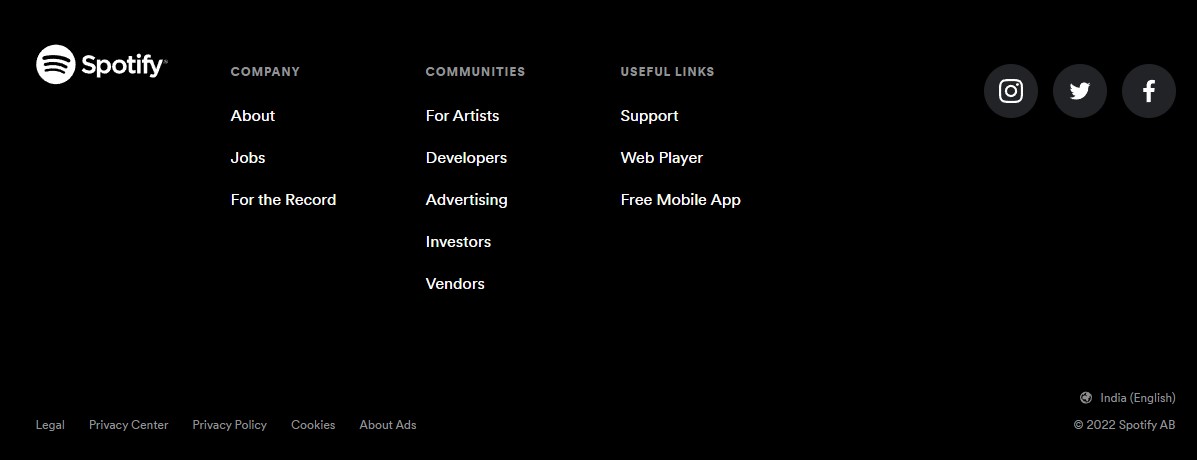 Spotify
COMPANY
About
Jobs
For the Record
COMMUNITIES
For Artists
Developers
Advertising
Investors
Vendors
USEFUL LINKS
Support
Web Player
Free Mobile App
India (English)
Legal Privacy Center Privacy Policy Cookies About Ads
© 2022 Spotify AB